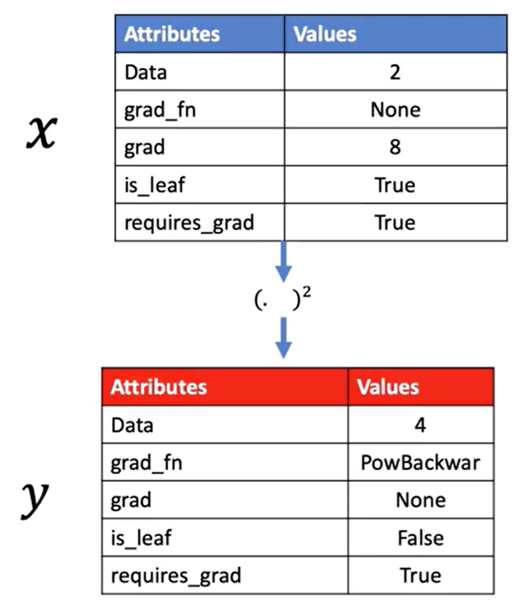 x
Attributes Values
Data 2
grad_fn None
grad 8
is_leaf True
requires_grad True
(. )²
y
Attributes Values
Data 4
grad_fn PowBackwar
grad None
is_leaf False
requires_grad True